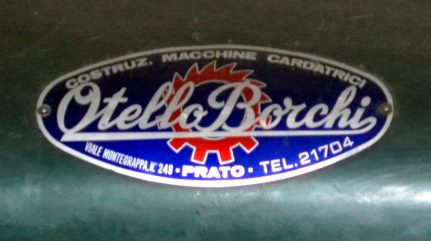 COSTRUZ. MACCHINE CARDATRICI
Otello Borchi
VIALE MONTEGRAPPA, N. 240 · PRATO · TEL. 21704